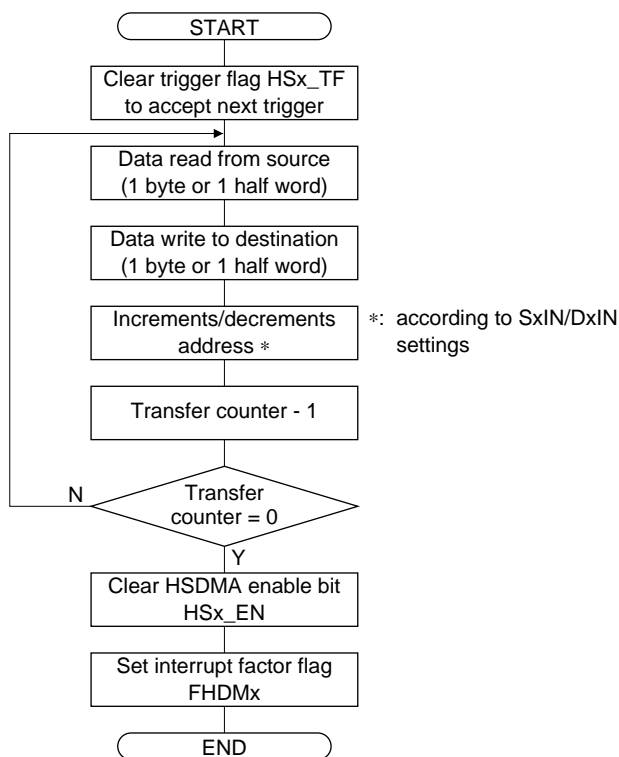 START
Clear trigger flag HSx_TF
to accept next trigger
Data read from source
(1 byte or 1 half word)
Data write to destination
(1 byte or 1 half word)
Increments/decrements
address *
*: according to SxIN/DxIN
settings
Transfer counter - 1
N
Transfer
counter = 0
Y
Clear HSDMA enable bit
HSx_EN
Set interrupt factor flag
FHDMx
END